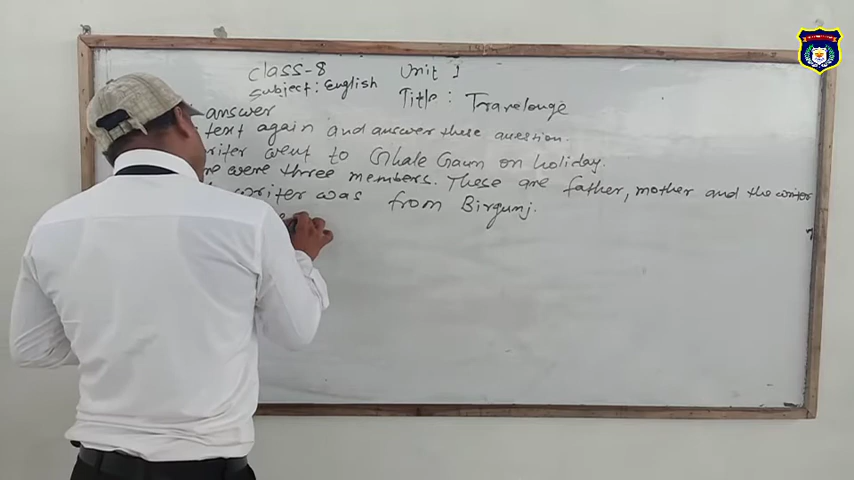 Class-8 Unit 1
Subject: English Title: Travelouge
answer
text again and answer these question.
went to Ghale Gaun on holiday.
were three members. These are father, mother and the writer
writer was from Birgunj.